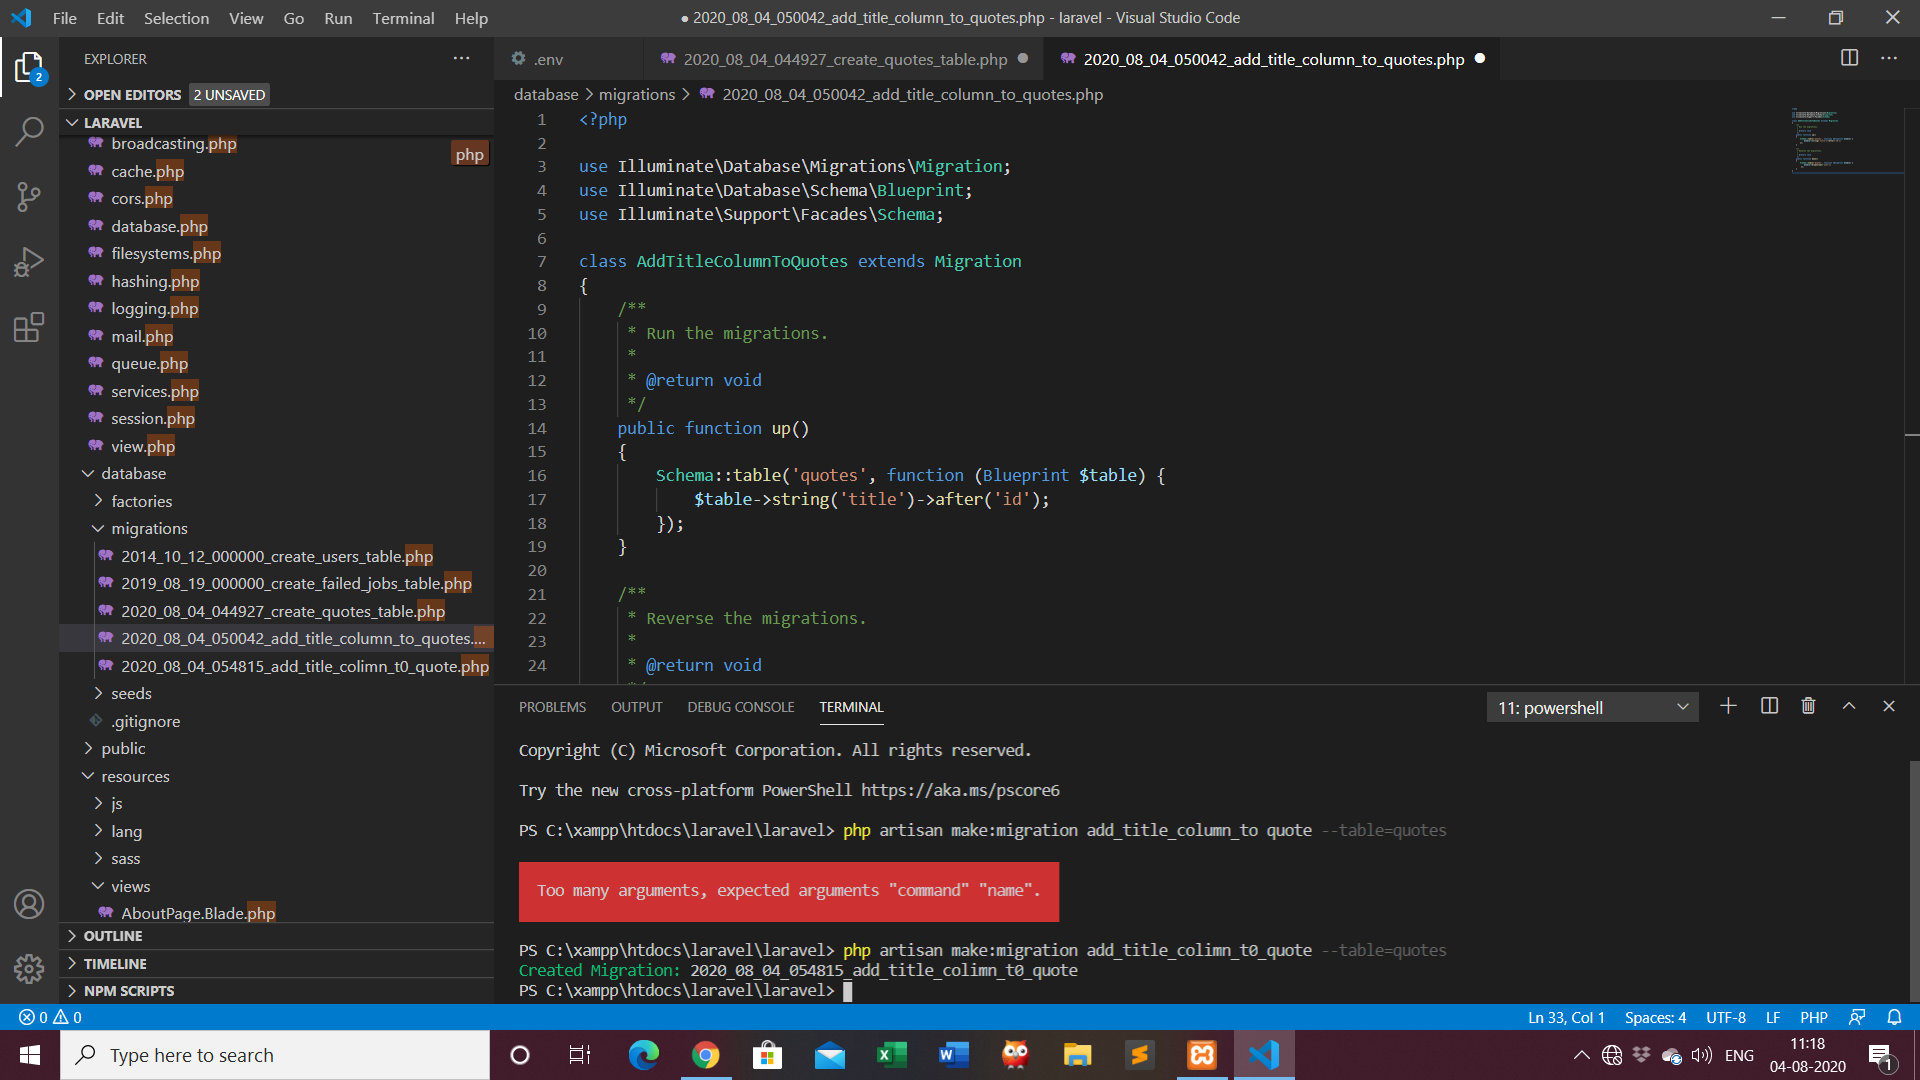 File Edit Selection View Go Run Terminal Help
● 2020_08_04_050042_add_title_column_to_quotes.php - laravel - Visual Studio Code
EXPLORER
2
OPEN EDITORS 2 UNSAVED
LARAVEL
php
broadcasting.php
cache.php
cors.php
database.php
filesystems.php
hashing.php
logging.php
mail.php
queue.php
services.php
session.php
view.php
database
factories
migrations
2014_10_12_000000_create_users_table.php
2019_08_19_000000_create_failed_jobs_table.php
2020_08_04_044927_create_quotes_table.php
2020_08_04_050042_add_title_column_to_quotes....
2020_08_04_054815_add_title_colimn_t0_quote.php
seeds
.gitignore
public
resources
js
lang
sass
views
AboutPage.Blade.php
OUTLINE
TIMELINE
NPM SCRIPTS
.env 2020_08_04_044927_create_quotes_table.php 2020_08_04_050042_add_title_column_to_quotes.php
database > migrations > 2020_08_04_050042_add_title_column_to_quotes.php
1 <?php
2
3 use Illuminate\Database\Migrations\Migration;
4 use Illuminate\Database\Schema\Blueprint;
5 use Illuminate\Support\Facades\Schema;
6
7 class AddTitleColumnToQuotes extends Migration
8 {
9 /**
10 * Run the migrations.
11 *
12 * @return void
13 */
14 public function up()
15 {
16 Schema::table('quotes', function (Blueprint $table) {
17 $table->string('title')->after('id');
18 });
19 }
20
21 /**
22 * Reverse the migrations.
23 *
24 * @return void
PROBLEMS OUTPUT DEBUG CONSOLE TERMINAL
11: powershell
Copyright (C) Microsoft Corporation. All rights reserved.
Try the new cross-platform PowerShell https://aka.ms/pscore6
PS C:\xampp\htdocs\laravel\laravel> php artisan make:migration add_title_column_to quote --table=quotes
Too many arguments, expected arguments "command" "name".
PS C:\xampp\htdocs\laravel\laravel> php artisan make:migration add_title_colimn_t0_quote --table=quotes
Created Migration: 2020_08_04_054815_add_title_colimn_t0_quote
PS C:\xampp\htdocs\laravel\laravel>
0 0
Ln 33, Col 1 Spaces: 4 UTF-8 LF PHP
Type here to search
ENG
11:18
04-08-2020
1